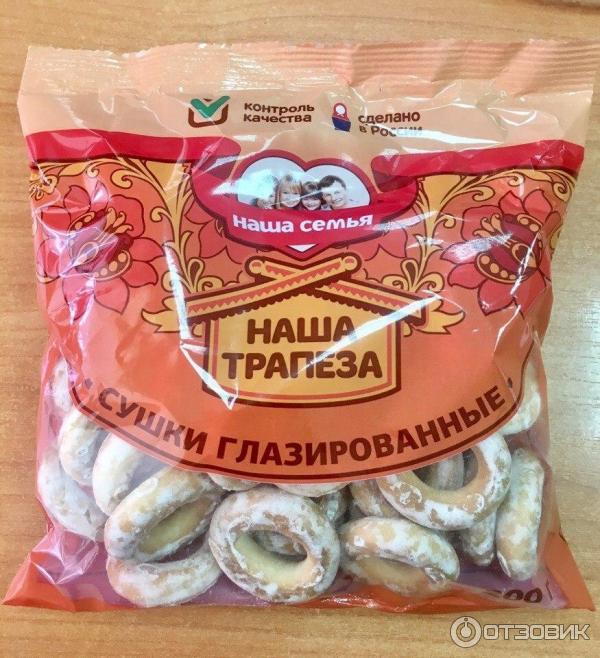 контроль
качества
сделано
в России
наша семья
НАША
ТРАПЕЗА
• СУШКИ ГЛАЗИРОВАННЫЕ •
ОТЗОВИК